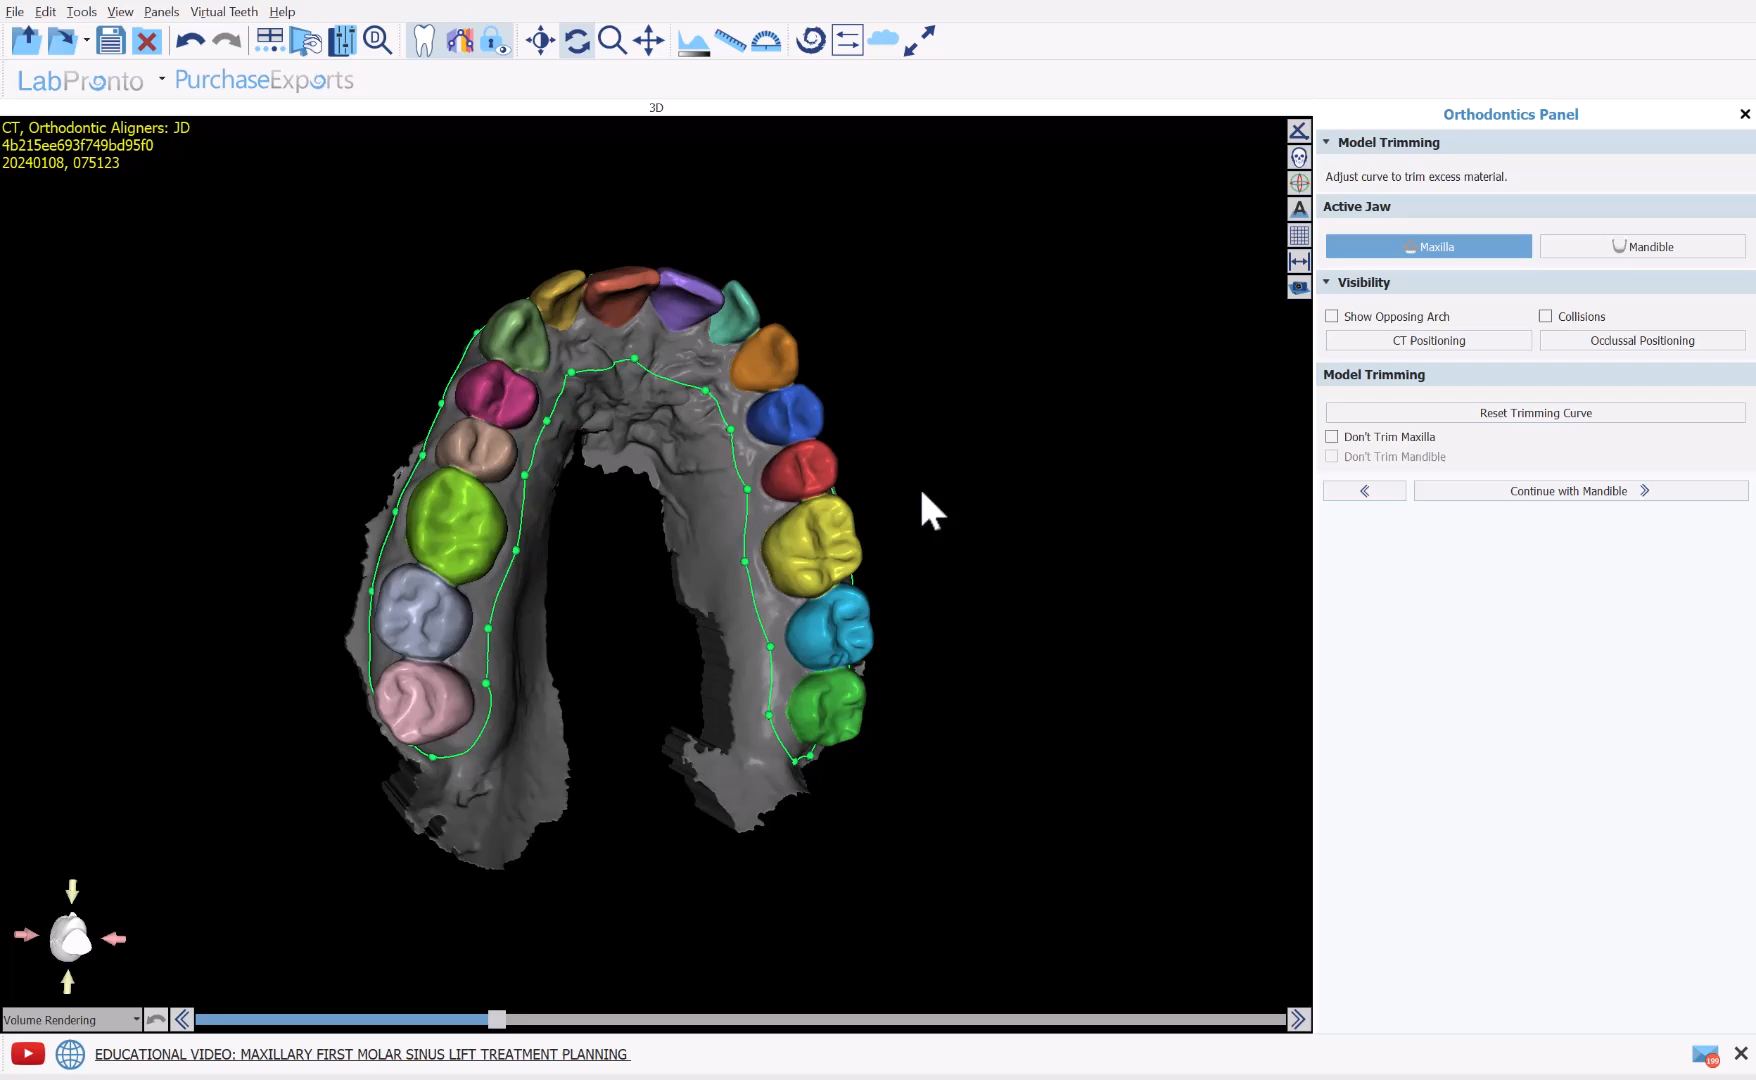 File Edit Tools View Panels Virtual Teeth Help
D
LabPronto PurchaseExports
3D
CT, Orthodontic Aligners: JD
4b215ee693f749bd95f0
20240108, 075123
A
Orthodontics Panel
Model Trimming
Adjust curve to trim excess material.
Active Jaw
Maxilla Mandible
Visibility
Show Opposing Arch Collisions
CT Positioning Occlussal Positioning
Model Trimming
Reset Trimming Curve
Don't Trim Maxilla
Don't Trim Mandible
Continue with Mandible
Volume Rendering
EDUCATIONAL VIDEO: MAXILLARY FIRST MOLAR SINUS LIFT TREATMENT PLANNING
199